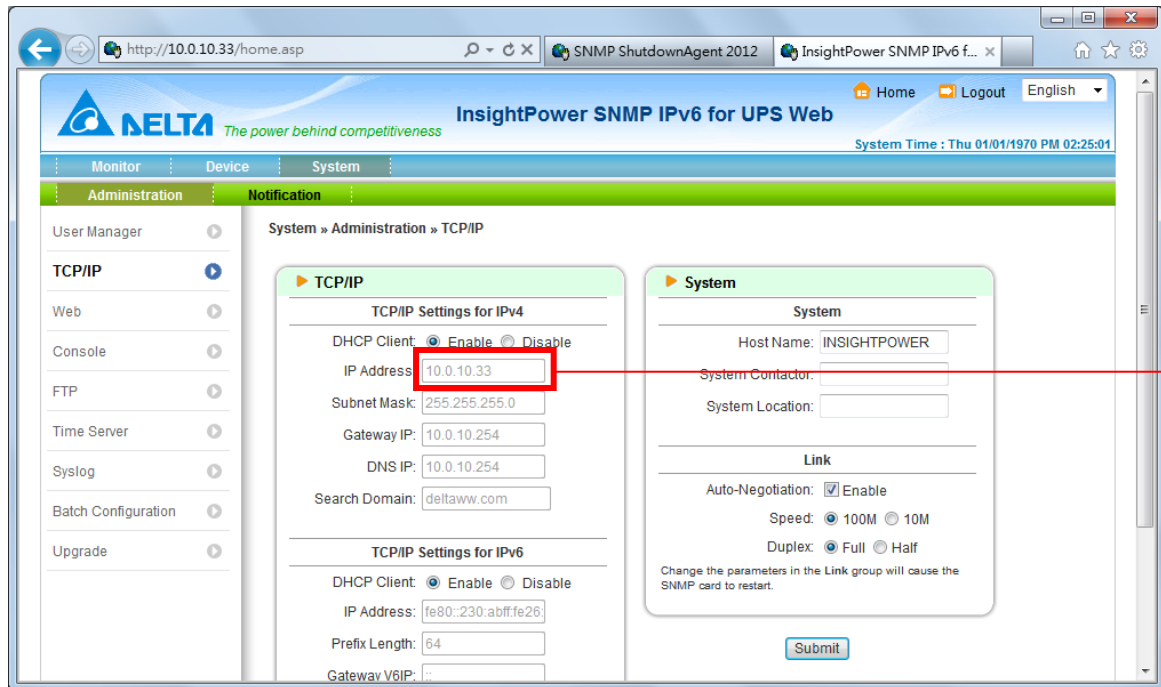 http://10.0.10.33/home.asp
SNMP ShutdownAgent 2012
InsightPower SNMP IPv6 f...
Home
Logout
English
DELTA The power behind competitiveness
InsightPower SNMP IPv6 for UPS Web
System Time : Thu 01/01/1970 PM 02:25:01
Monitor Device System
Administration Notification
User Manager
TCP/IP
Web
Console
FTP
Time Server
Syslog
Batch Configuration
Upgrade
System » Administration » TCP/IP
TCP/IP
TCP/IP Settings for IPv4
DHCP Client: Enable Disable
IP Address: 10.0.10.33
Subnet Mask: 255.255.255.0
Gateway IP: 10.0.10.254
DNS IP: 10.0.10.254
Search Domain: deltaww.com
TCP/IP Settings for IPv6
DHCP Client: Enable Disable
IP Address: fe80::230:abff:fe26:
Prefix Length: 64
Gateway V6IP: ::
System
System
Host Name: INSIGHTPOWER
System Contactor:
System Location:
Link
Auto-Negotiation: Enable
Speed: 100M 10M
Duplex: Full Half
Change the parameters in the Link group will cause the
SNMP card to restart.
Submit